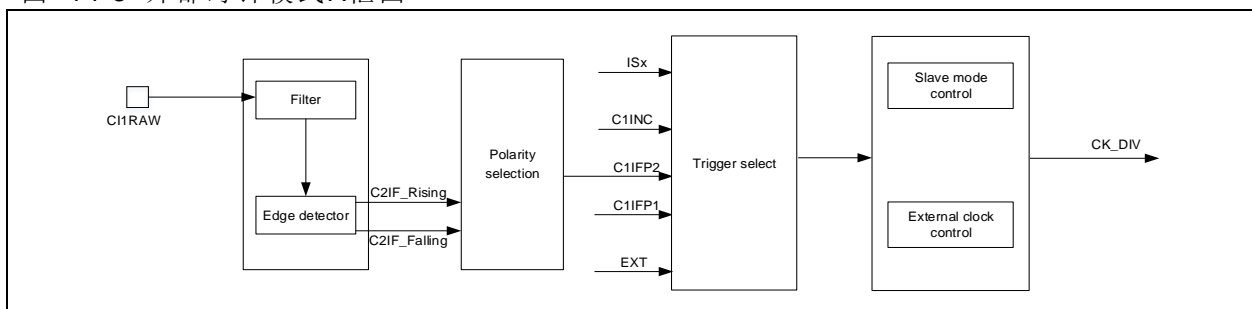 CI1RAW
Filter
Edge detector
C2IF_Rising
C2IF_Falling
Polarity
selection
ISx
C1INC
C1IFP2
C1IFP1
EXT
Trigger select
Slave mode
control
External clock
control
CK_DIV